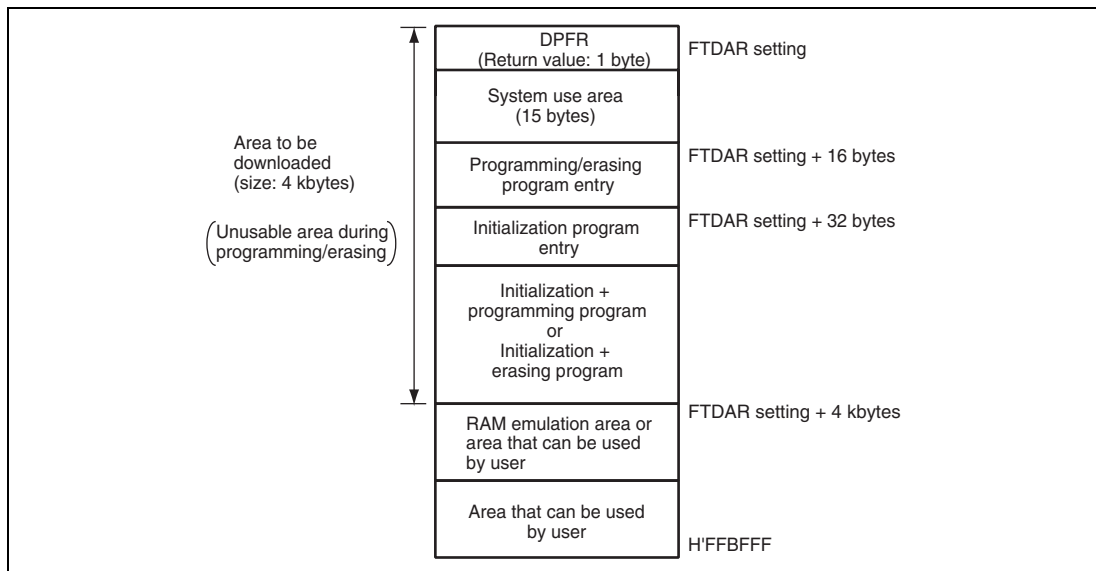 DPFR
(Return value: 1 byte)
FTDAR setting
System use area
(15 bytes)
Area to be
downloaded
(size: 4 kbytes)
(Unusable area during
programming/erasing)
FTDAR setting + 16 bytes
Programming/erasing
program entry
FTDAR setting + 32 bytes
Initialization program
entry
Initialization +
programming program
or
Initialization +
erasing program
FTDAR setting + 4 kbytes
RAM emulation area or
area that can be used
by user
Area that can be used
by user
H'FFBFFF